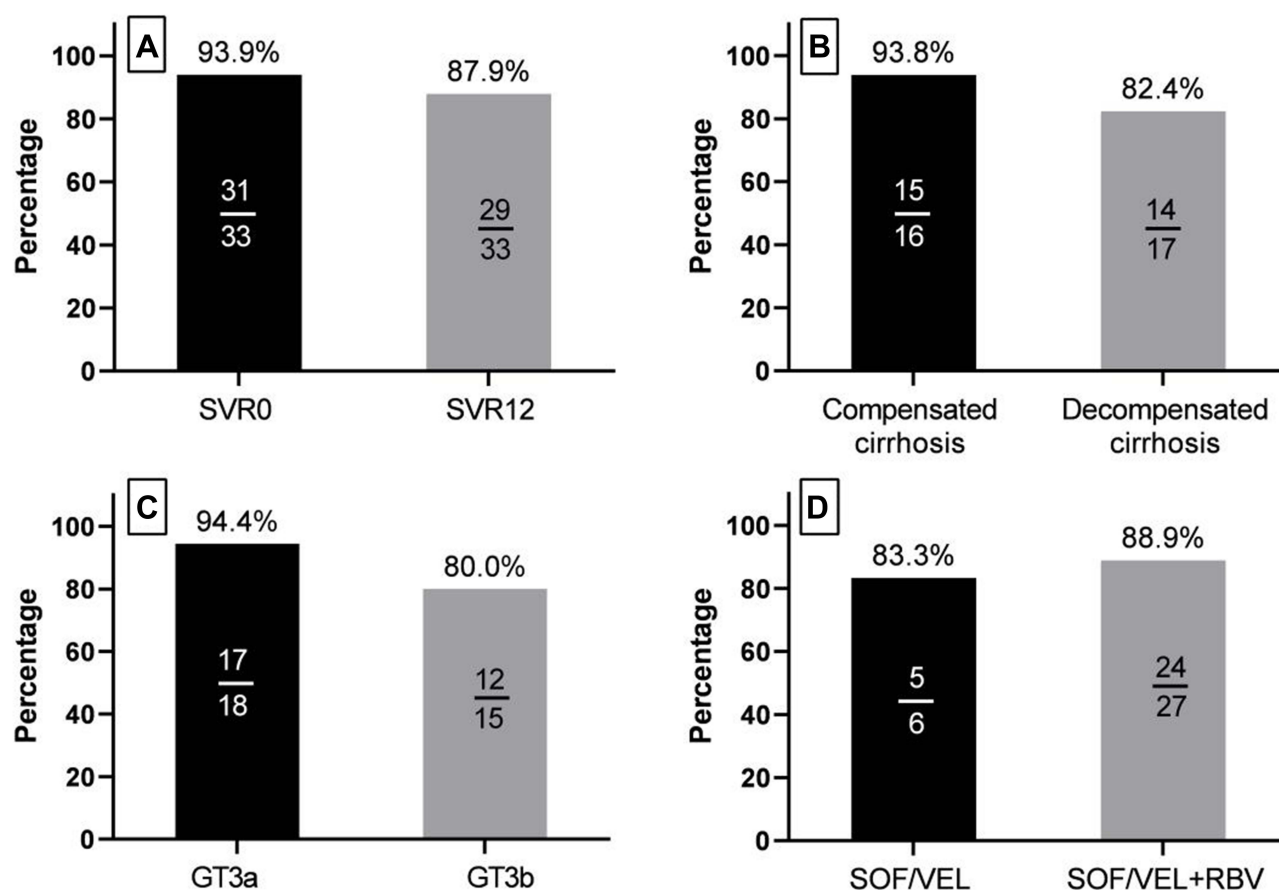 A
Percentage
100
80
60
40
20
0
93.9%
87.9%
31
33
29
33
SVR0
SVR12
B
Percentage
100
80
60
40
20
0
93.8%
82.4%
15
16
14
17
Compensated
cirrhosis
Decompensated
cirrhosis
C
Percentage
100
80
60
40
20
0
94.4%
80.0%
17
18
12
15
GT3a
GT3b
D
Percentage
100
80
60
40
20
0
83.3%
88.9%
5
6
24
27
SOF/VEL
SOF/VEL+RBV